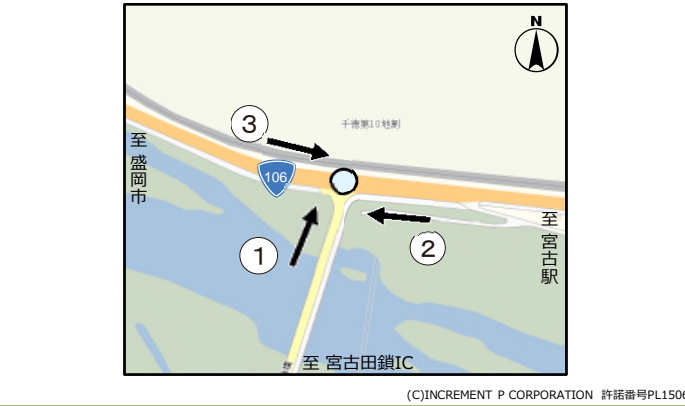 N
千徳第10地割
③
至 盛岡市
106
①
②
至 宮古駅
至 宮古田鎖IC
(C)INCREMENT P CORPORATION 許諾番号PL1506